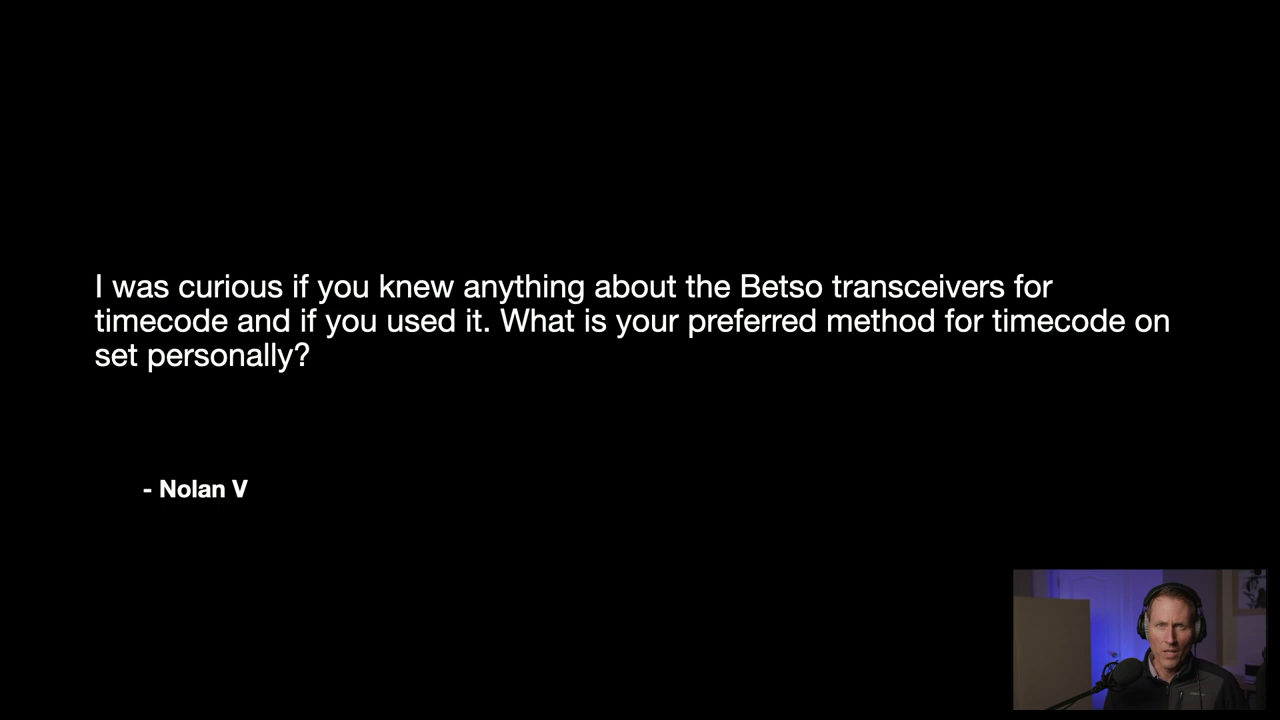 I was curious if you knew anything about the Betso transceivers for
timecode and if you used it. What is your preferred method for timecode on
set personally?
- Nolan V